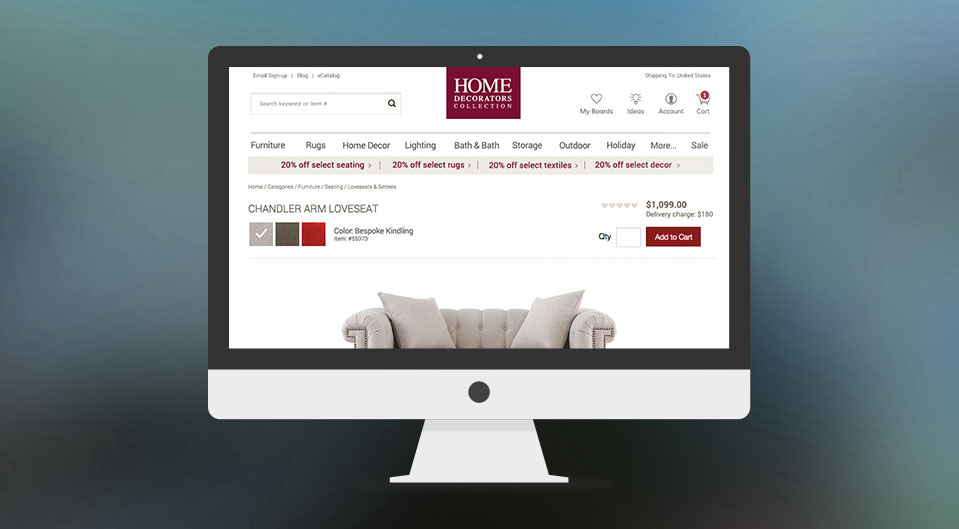 Email Sign-up | Blog | eCatalog
Shipping To: United States
HOME
DECORATORS
COLLECTION
Search keyword or item #
My Boards
Ideas
Account
1
Cart
Furniture Rugs Home Decor Lighting Bath & Bath Storage Outdoor Holiday More... Sale
20% off select seating > | 20% off select rugs > | 20% off select textiles > | 20% off select decor >
Home / Categories / Furniture / Seating / Loveseats & Settees
CHANDLER ARM LOVESEAT
$1,099.00
Delivery charge: $180
Color: Bespoke Kindling
Item: #55373
Qty
Add to Cart